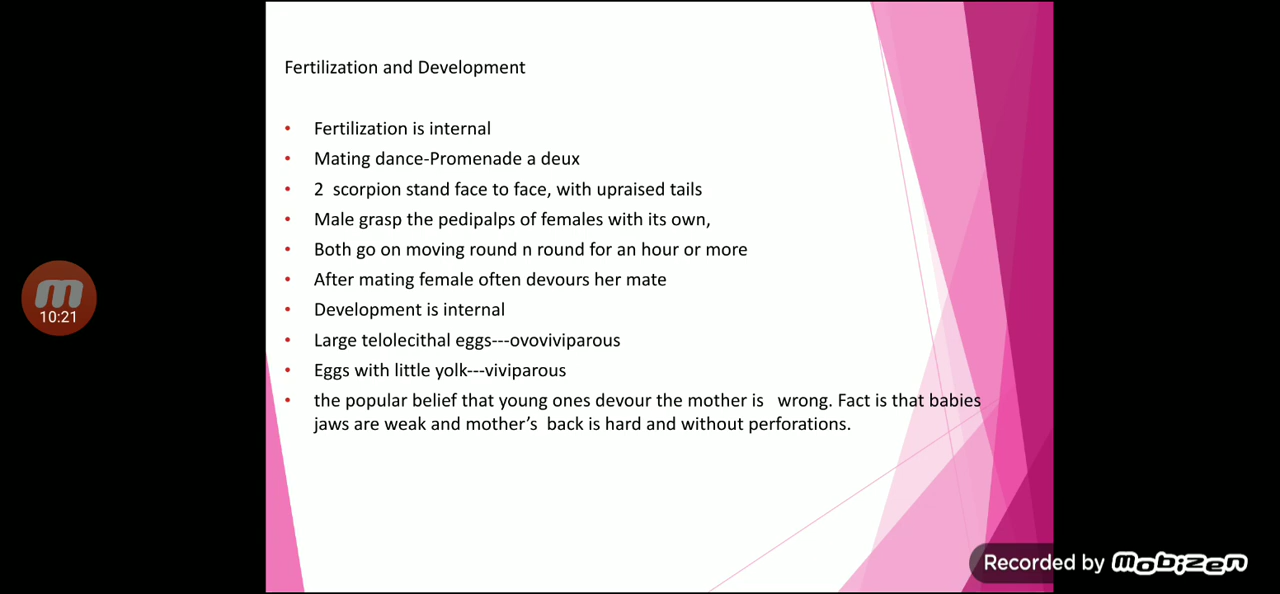 Fertilization and Development
• Fertilization is internal
• Mating dance-Promenade a deux
• 2 scorpion stand face to face, with upraised tails
• Male grasp the pedipalps of females with its own,
• Both go on moving round n round for an hour or more
• After mating female often devours her mate
• Development is internal
• Large telolecithal eggs---ovoviviparous
• Eggs with little yolk---viviparous
• the popular belief that young ones devour the mother is wrong. Fact is that babies
jaws are weak and mother’s back is hard and without perforations.
m
10:21
Recorded by mobizen